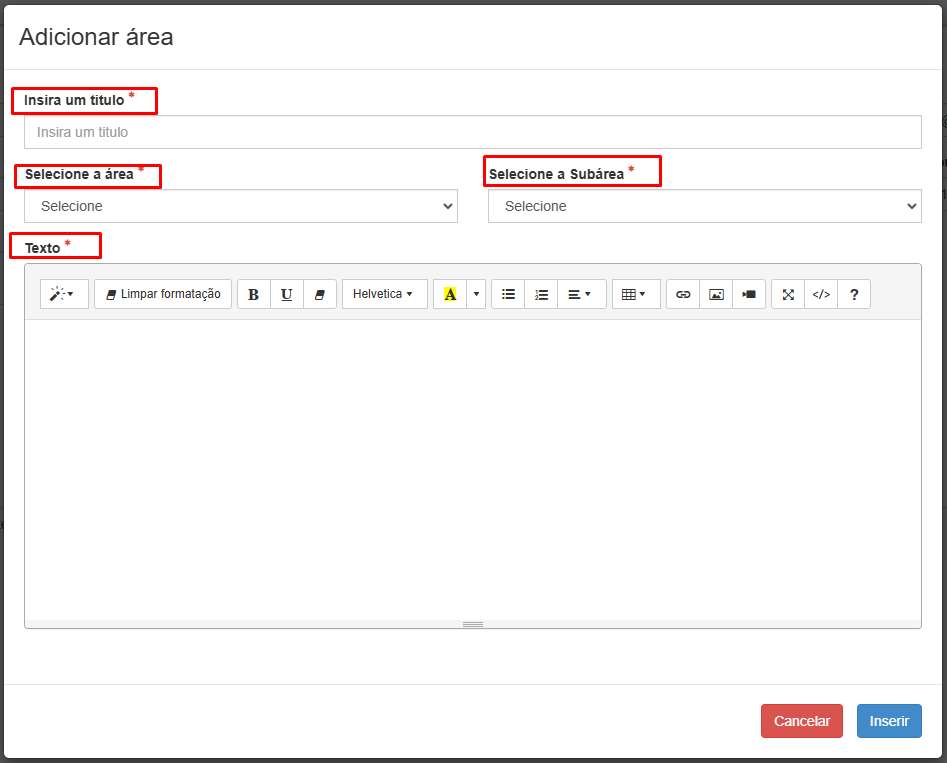 Adicionar área
Insira um titulo *
Insira um titulo
Selecione a área *
Selecione a Subárea *
Selecione
Selecione
Texto *
Limpar formatação B U Helvetica A </> ?
Cancelar Inserir